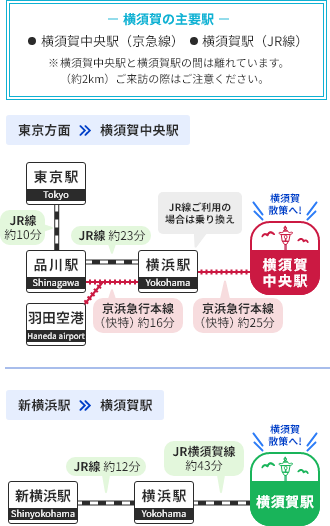 横須賀の主要駅
● 横須賀中央駅（京急線） ● 横須賀駅（JR線）
※横須賀中央駅と横須賀駅の間は離れています。
（約2km）ご来訪の際はご注意ください。
東京方面 » 横須賀中央駅
東京駅
Tokyo
JR線
約10分
JR線ご利用の
場合は乗り換え
横須賀
散策へ!
JR線 約23分
品川駅
Shinagawa
横浜駅
Yokohama
横須賀
中央駅
羽田空港
Haneda airport
京浜急行本線
（快特）約16分
京浜急行本線
（快特）約25分
新横浜駅 » 横須賀駅
横須賀
散策へ!
JR線 約12分
JR横須賀線
約43分
新横浜駅
Shinyokohama
横浜駅
Yokohama
横須賀駅